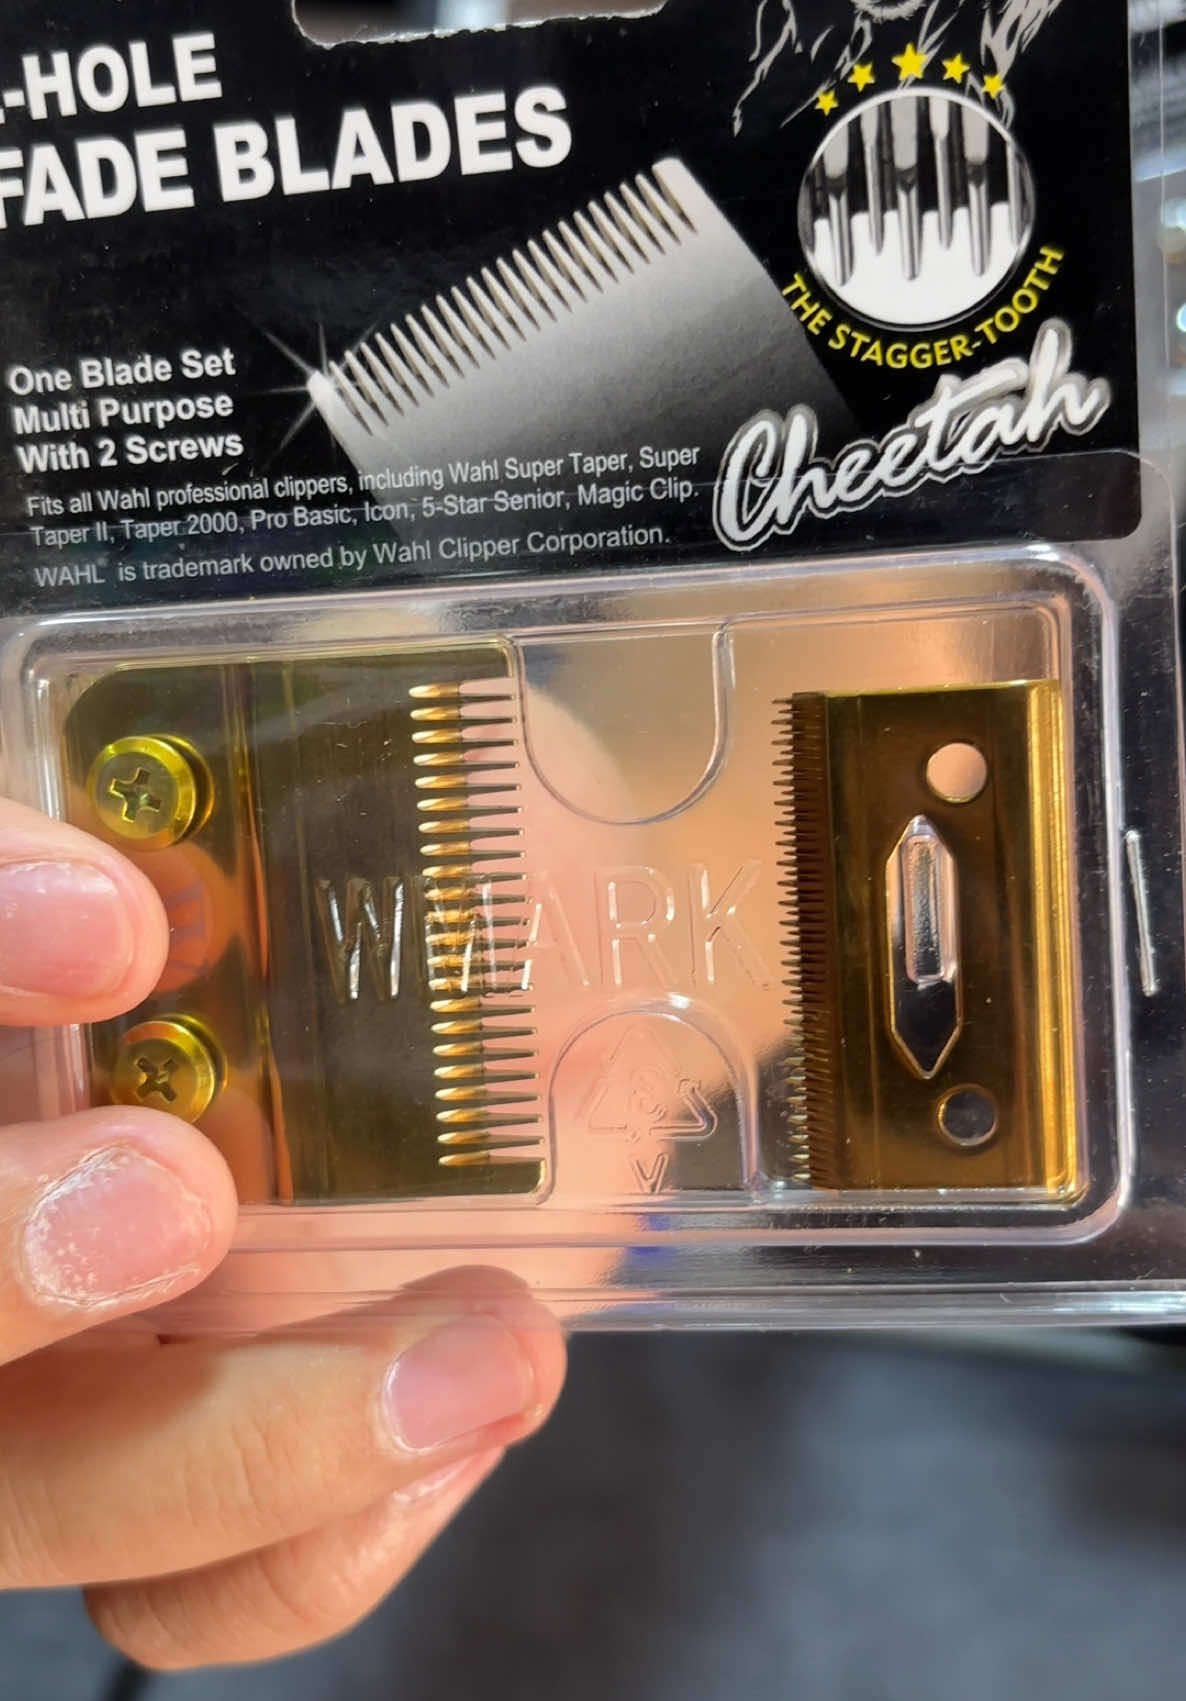 -HOLE
FADE BLADES
THE STAGGER-TOOTH
Cheetah
One Blade Set
Multi Purpose
With 2 Screws
Fits all Wahl professional clippers, including Wahl Super Taper, Super
Taper II, Taper 2000, Pro Basic, Icon, 5-Star Senior, Magic Clip.
WAHL® is trademark owned by Wahl Clipper Corporation.
WMARK
3
V